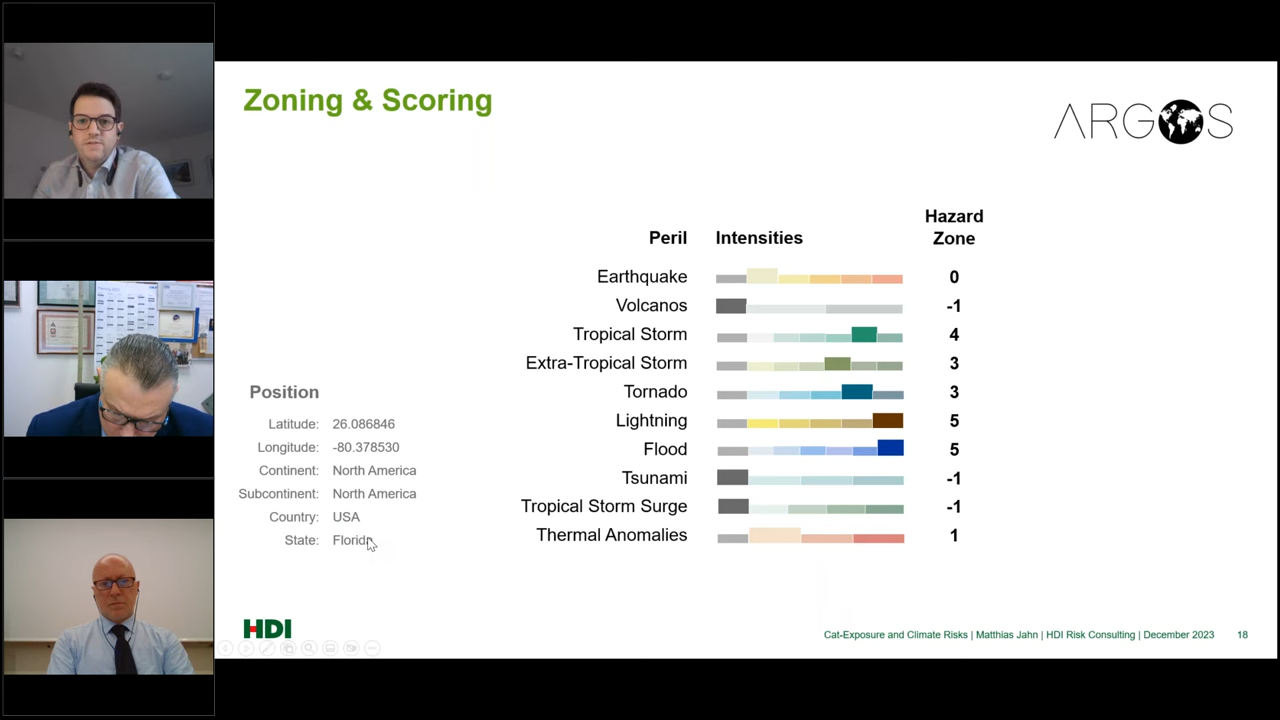 Zoning & Scoring
ARGOS
Peril Intensities Hazard Zone
Earthquake 0
Volcanos -1
Tropical Storm 4
Extra-Tropical Storm 3
Tornado 3
Lightning 5
Flood 5
Tsunami -1
Tropical Storm Surge -1
Thermal Anomalies 1
Position
Latitude: 26.086846
Longitude: -80.378530
Continent: North America
Subcontinent: North America
Country: USA
State: Florida
HDI
Cat-Exposure and Climate Risks | Matthias Jahn | HDI Risk Consulting | December 2023 18